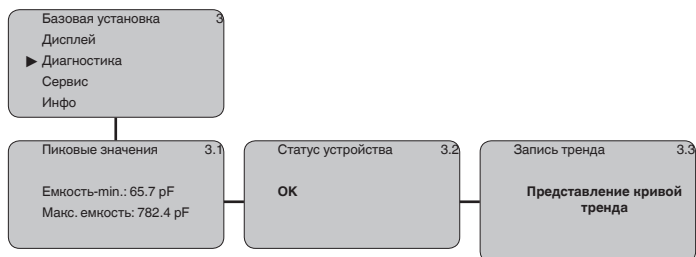 Базовая установка 3
Дисплей
▶ Диагностика
Сервис
Инфо
Пиковые значения 3.1
Емкость-min.: 65.7 pF
Макс. емкость: 782.4 pF
Статус устройства 3.2
OK
Запись тренда 3.3
Представление кривой
тренда